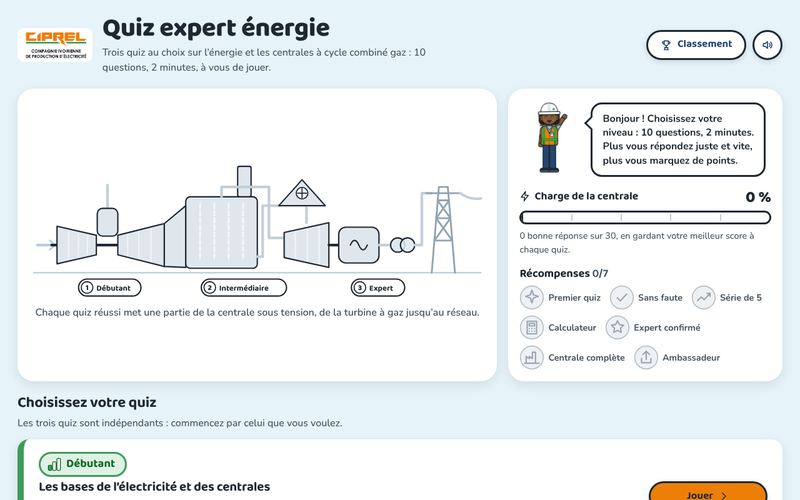 CIPREL
COMPAGNIE IVOIRIENNE
DE PRODUCTION D'ÉLECTRICITÉ
Quiz expert énergie
Trois quiz au choix sur l'énergie et les centrales à cycle combiné gaz : 10
questions, 2 minutes, à vous de jouer.
Classement
1 Débutant
2 Intermédiaire
3 Expert
Chaque quiz réussi met une partie de la centrale sous tension, de la turbine à gaz jusqu'au réseau.
Bonjour ! Choisissez votre
niveau : 10 questions, 2 minutes.
Plus vous répondez juste et vite,
plus vous marquez de points.
Charge de la centrale 0 %
0 bonne réponse sur 30, en gardant votre meilleur score à
chaque quiz.
Récompenses 0/7
Premier quiz
Sans faute
Série de 5
Calculateur
Expert confirmé
Centrale complète
Ambassadeur
Choisissez votre quiz
Les trois quiz sont indépendants : commencez par celui que vous voulez.
Débutant
Les bases de l'électricité et des centrales
Jouer